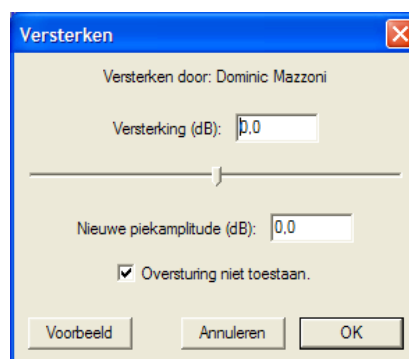 Versterken
Versterken door: Dominic Mazzoni
Versterking (dB): 0,0
Nieuwe piekamplitude (dB): 0,0
Oversturing niet toestaan.
Voorbeeld Annuleren OK